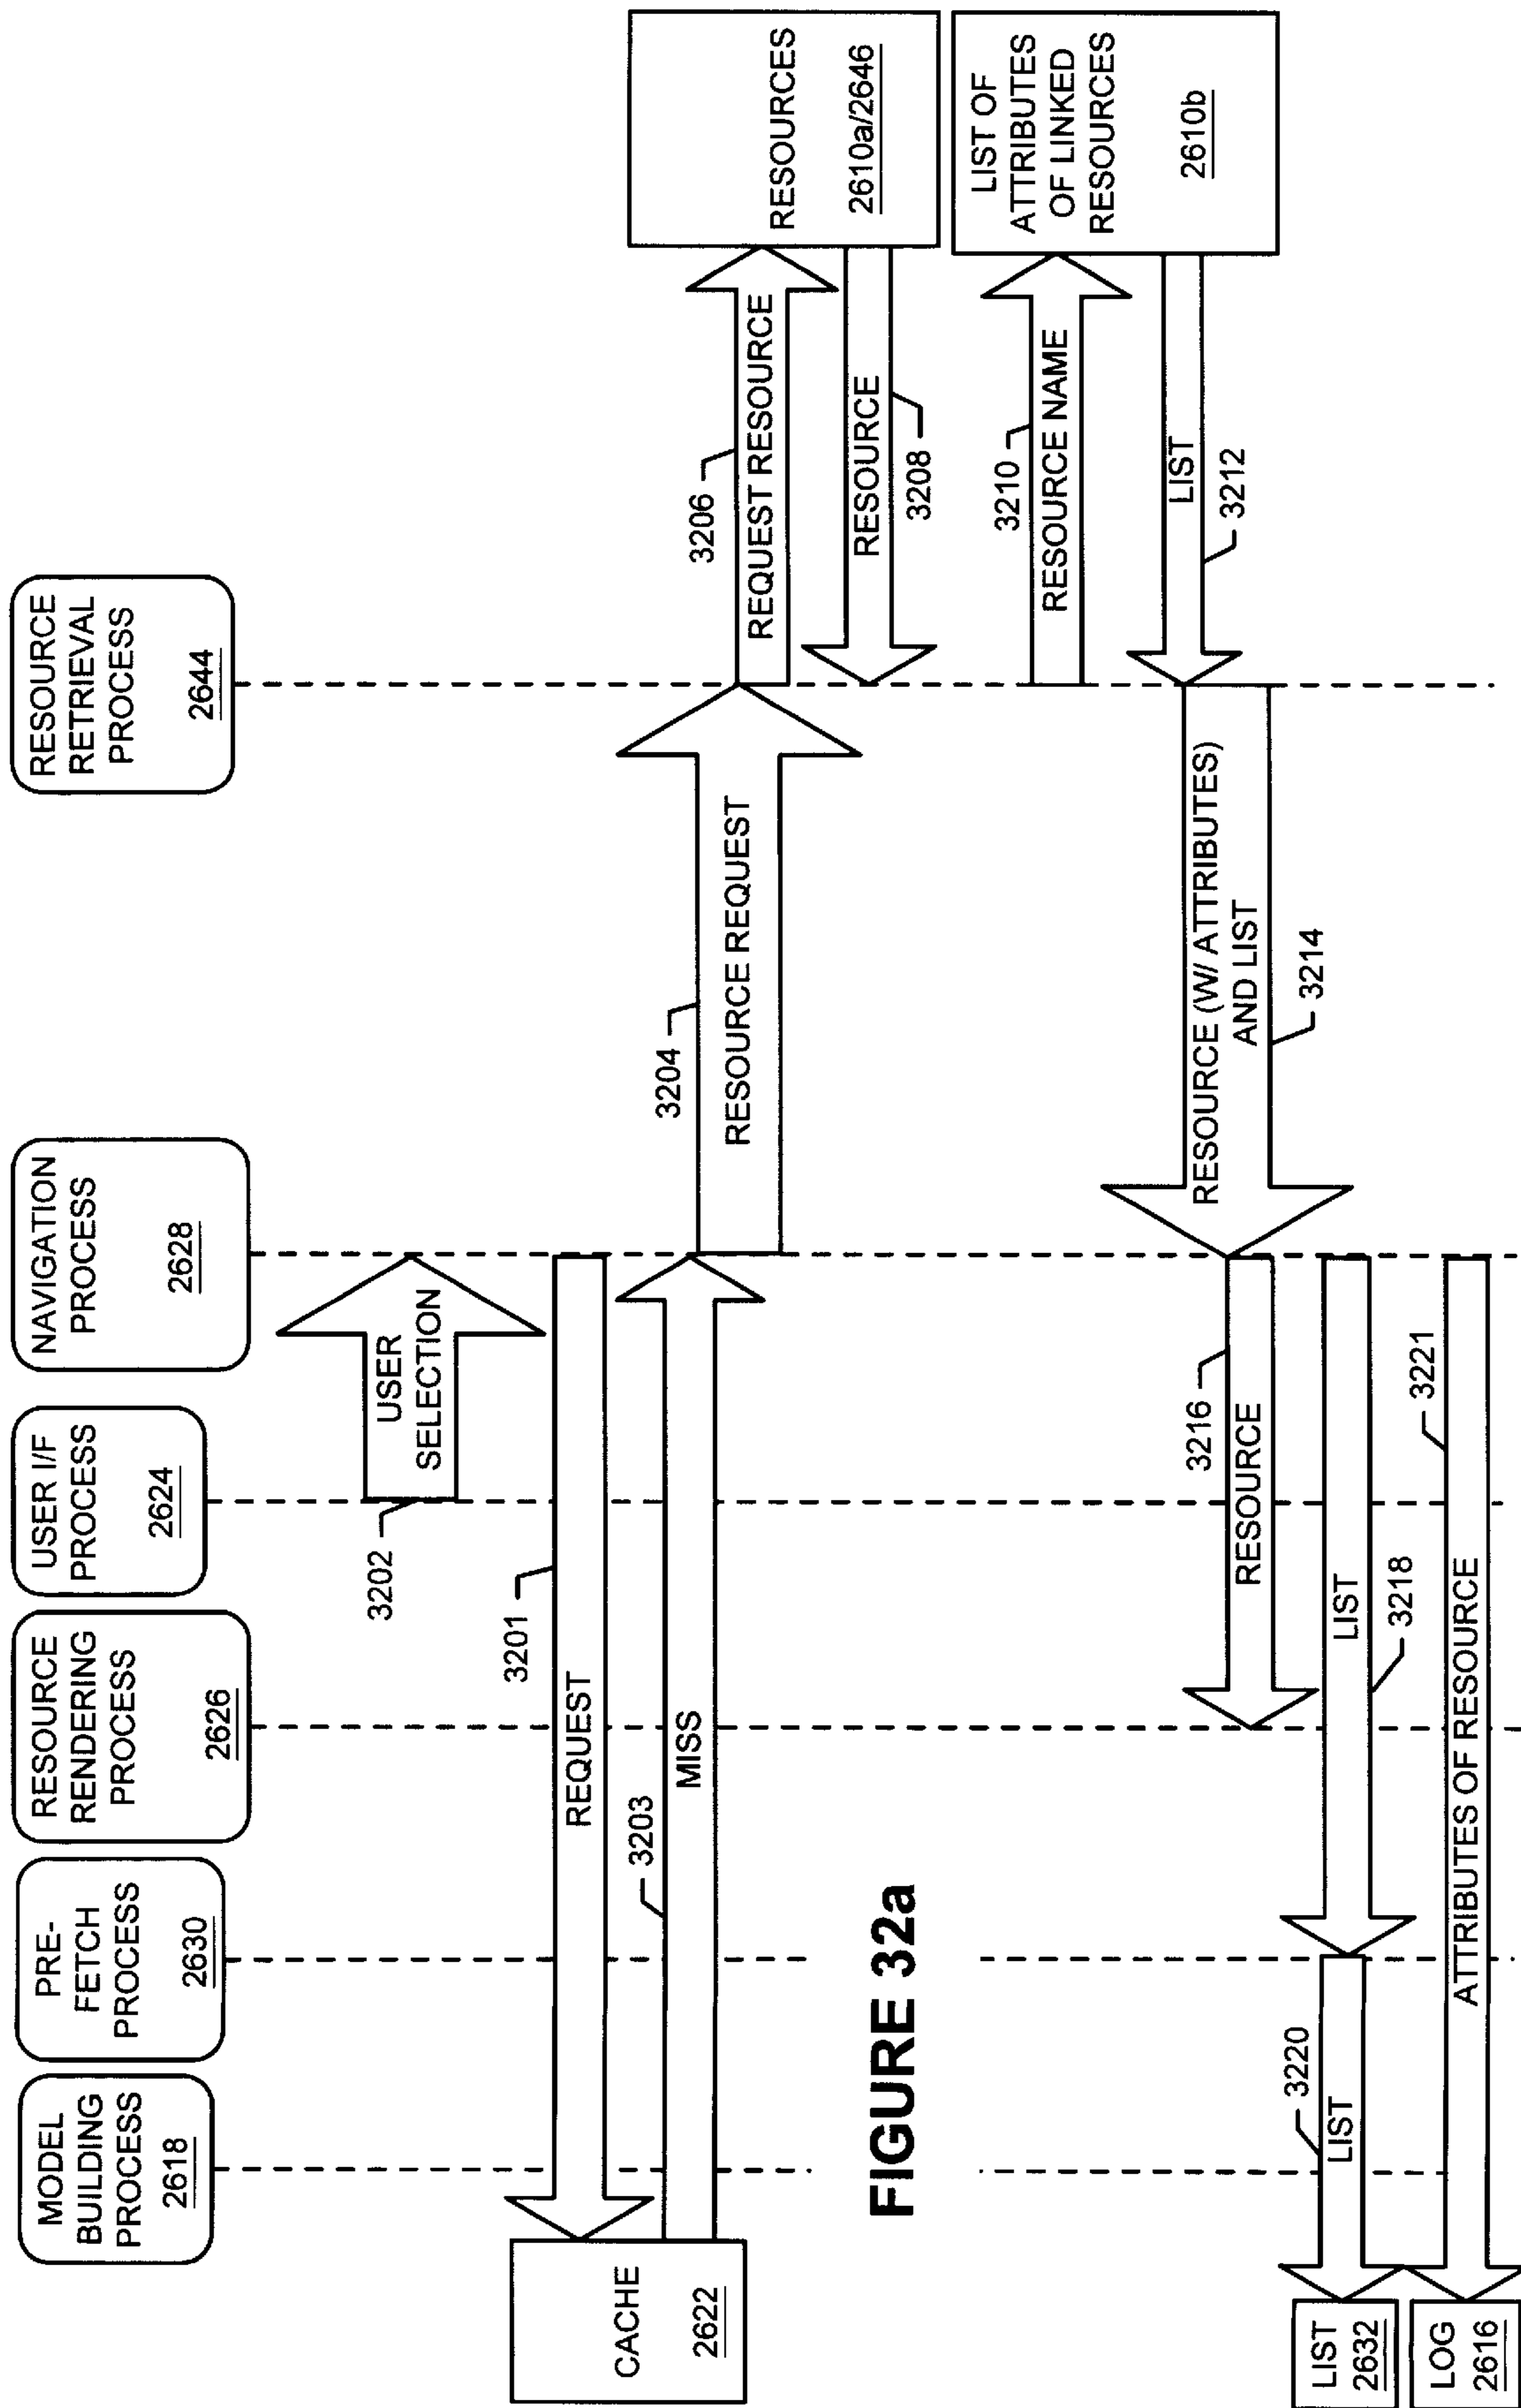 MODEL
BUILDING
PROCESS
2618
PRE-
FETCH
PROCESS
2630
RESOURCE
RENDERING
PROCESS
2626
USER I/F
PROCESS
2624
NAVIGATION
PROCESS
2628
RESOURCE
RETRIEVAL
PROCESS
2644
3202
USER
SELECTION
3201
REQUEST
3203
MISS
CACHE
2622
3204
RESOURCE REQUEST
3206
REQUEST RESOURCE
RESOURCES
2610a/2646
RESOURCE
3208
3210
RESOURCE NAME
LIST OF
ATTRIBUTES
OF LINKED
RESOURCES
2610b
LIST
3212
RESOURCE (W/ ATTRIBUTES)
AND LIST
3214
3216
RESOURCE
LIST
3218
3220
LIST
3221
ATTRIBUTES OF RESOURCE
LIST
2632
LOG
2616
FIGURE 32a